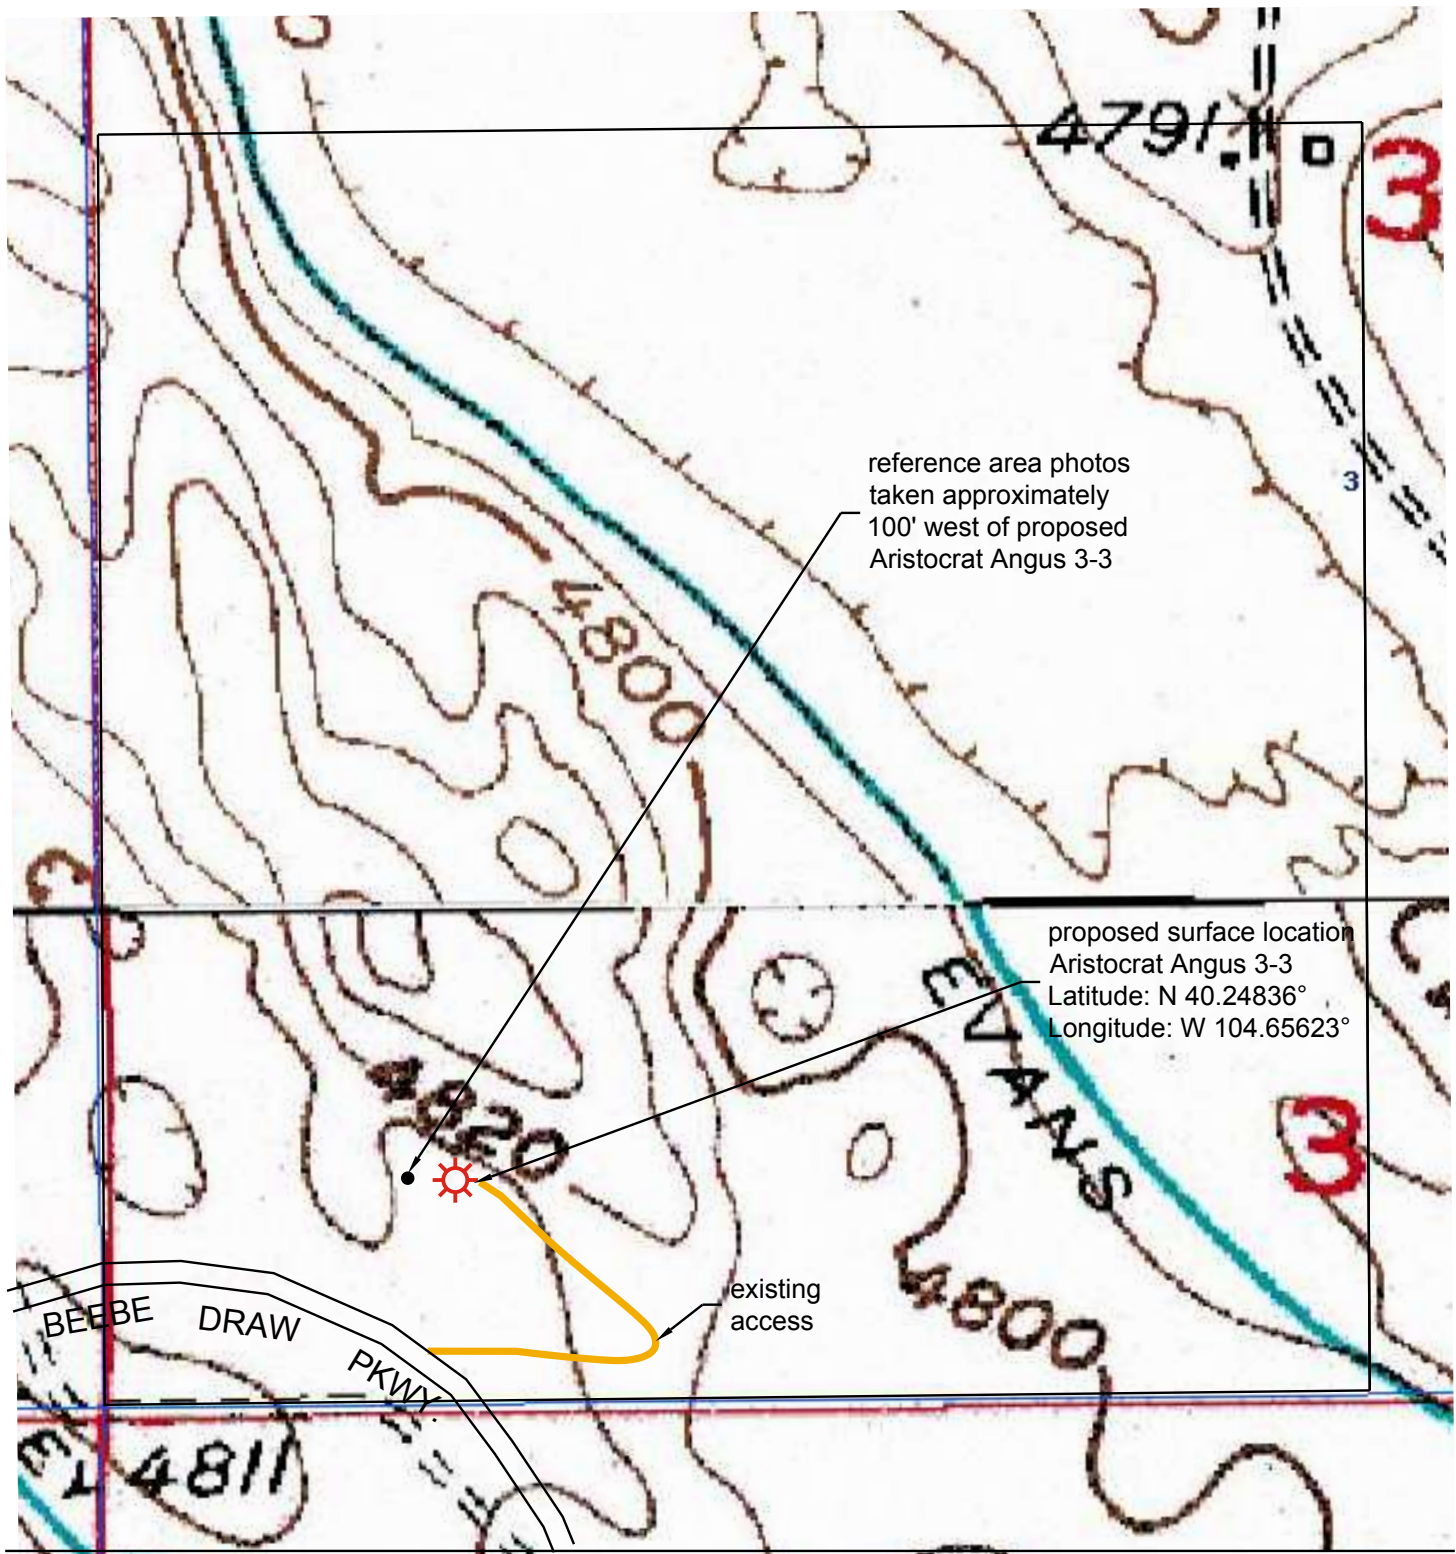 4791
3
reference area photos
taken approximately
100' west of proposed
Aristocrat Angus 3-3
3
4800
proposed surface location
Aristocrat Angus 3-3
Latitude: N 40.24836°
Longitude: W 104.65623°
EVANS
4820
3
existing
access
4800
BEEBE DRAW
PKWY.
4811